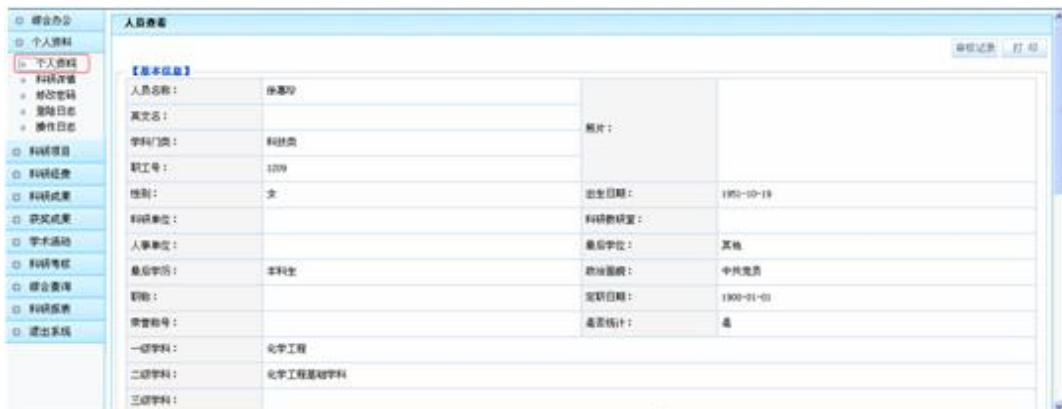 综合办公
个人资料
个人资料
科研详情
修改密码
登陆日志
操作日志
科研项目
科研经费
科研成果
获奖成果
学术活动
科研考核
综合查询
科研报表
退出系统
人员查看
审核记录 打 印
【基本信息】
人员名称：
英文名：
照片：
学科门类： 科技类
职工号： 1209
性别： 女 出生日期： 1951-10-19
科研单位： 科研教研室：
人事单位： 最后学位： 其他
最后学历： 本科生 政治面貌： 中共党员
职称： 定职日期： 1900-01-01
荣誉称号： 是否统计： 是
一级学科： 化学工程
二级学科： 化学工程基础学科
三级学科：